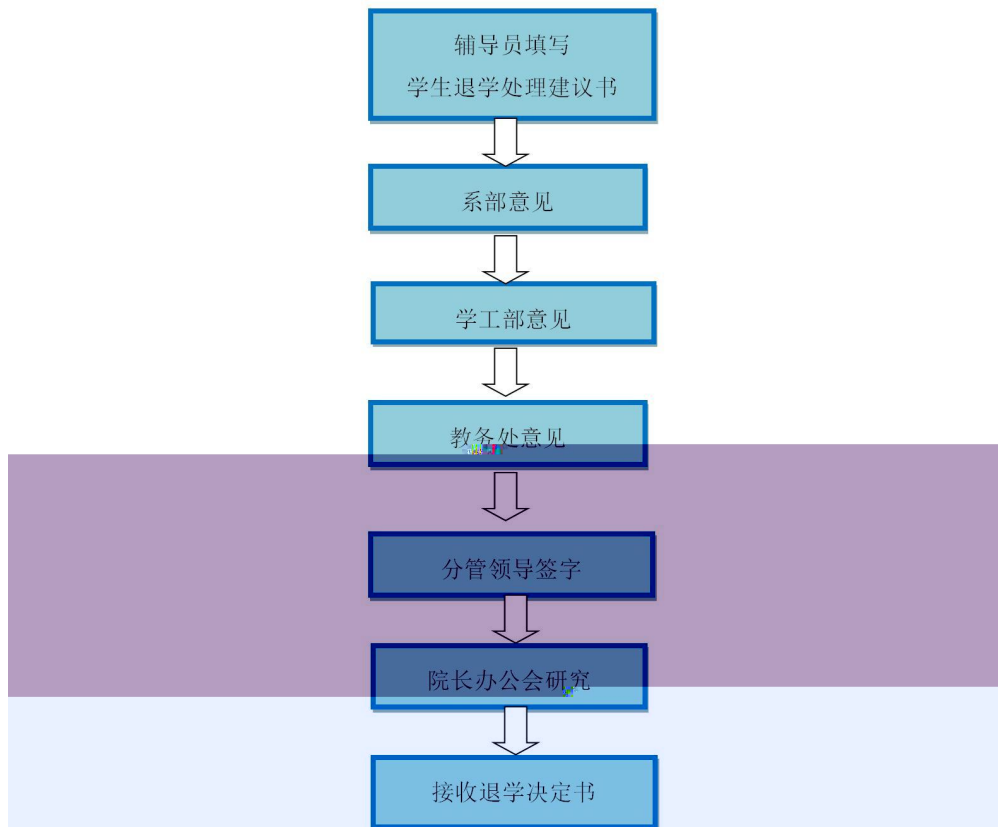 辅导员填写
学生退学处理建议书
系部意见
学工部意见
教务处意见
分管领导签字
院长办公会研究
接收退学决定书